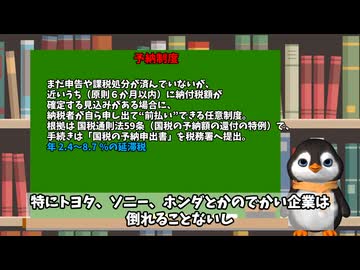 予納制度
まだ申告や課税処分が済んでいないが、
近いうち（原則６か月以内）に納付税額が
確定する見込みがある場合に、
納税者が自ら申し出て“前払い”できる任意制度。
根拠は 国税通則法59条（国税の予納額の還付の特例）で、
手続きは「国税の予納申出書」を税務署へ提出。
年 2.4～8.7 %の延滞税
特にトヨタ、ソニー、ホンダとかのでかい企業は
倒れることないし